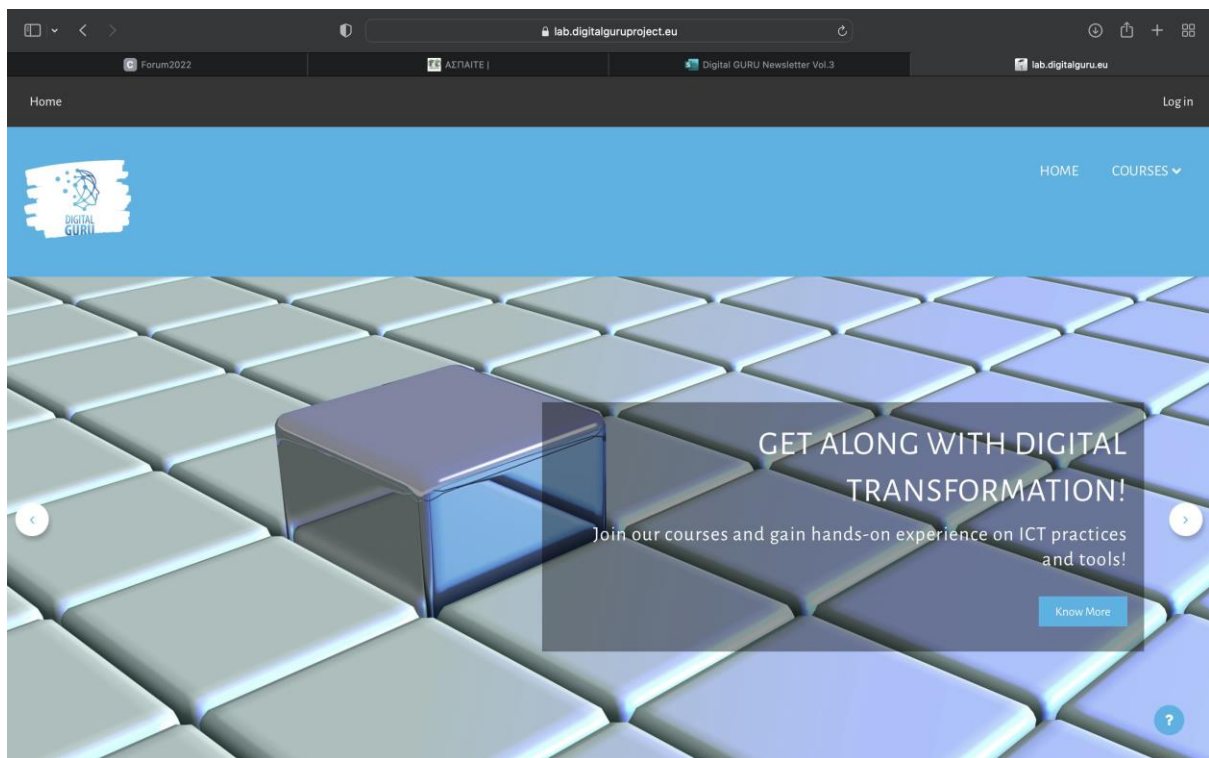 lab.digitalguruproject.eu
Forum2022
ΑΣΠΑΙΤΕ |
Digital GURU Newsletter Vol.3
lab.digitalguru.eu
Home
Log in
DIGITAL
GURU
HOME
COURSES
GET ALONG WITH DIGITAL
TRANSFORMATION!
Join our courses and gain hands-on experience on ICT practices
and tools!
Know More
?